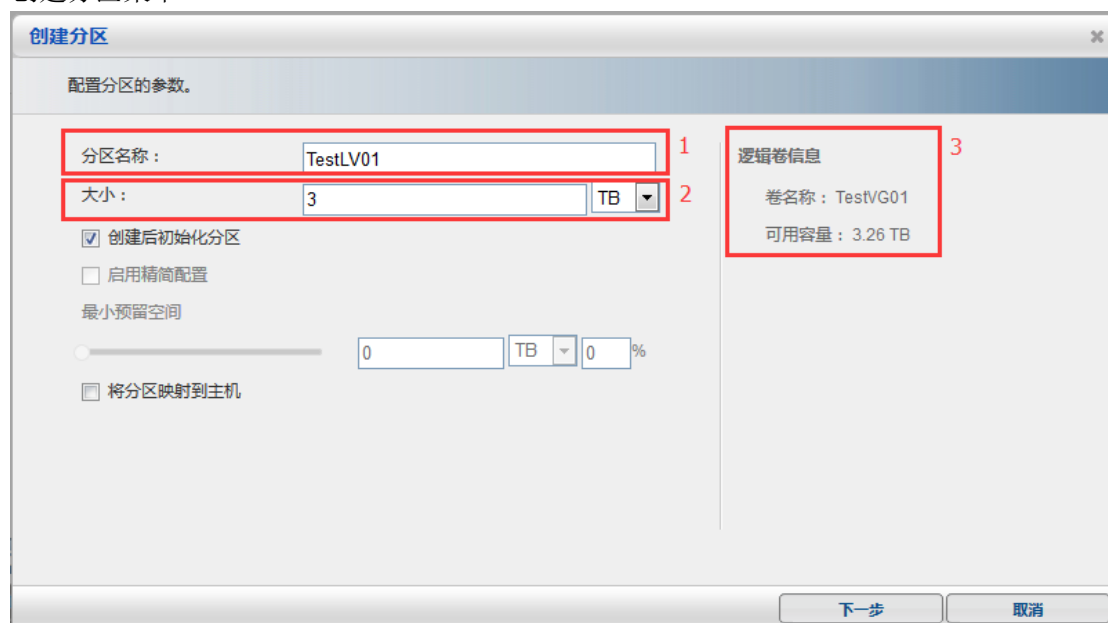 创建分区
配置分区的参数。
分区名称： TestLV01 1
大小： 3 TB 2
创建后初始化分区
启用精简配置
最小预留空间
0 TB 0 %
将分区映射到主机
逻辑卷信息 3
卷名称： TestVG01
可用容量： 3.26 TB
下一步 取消